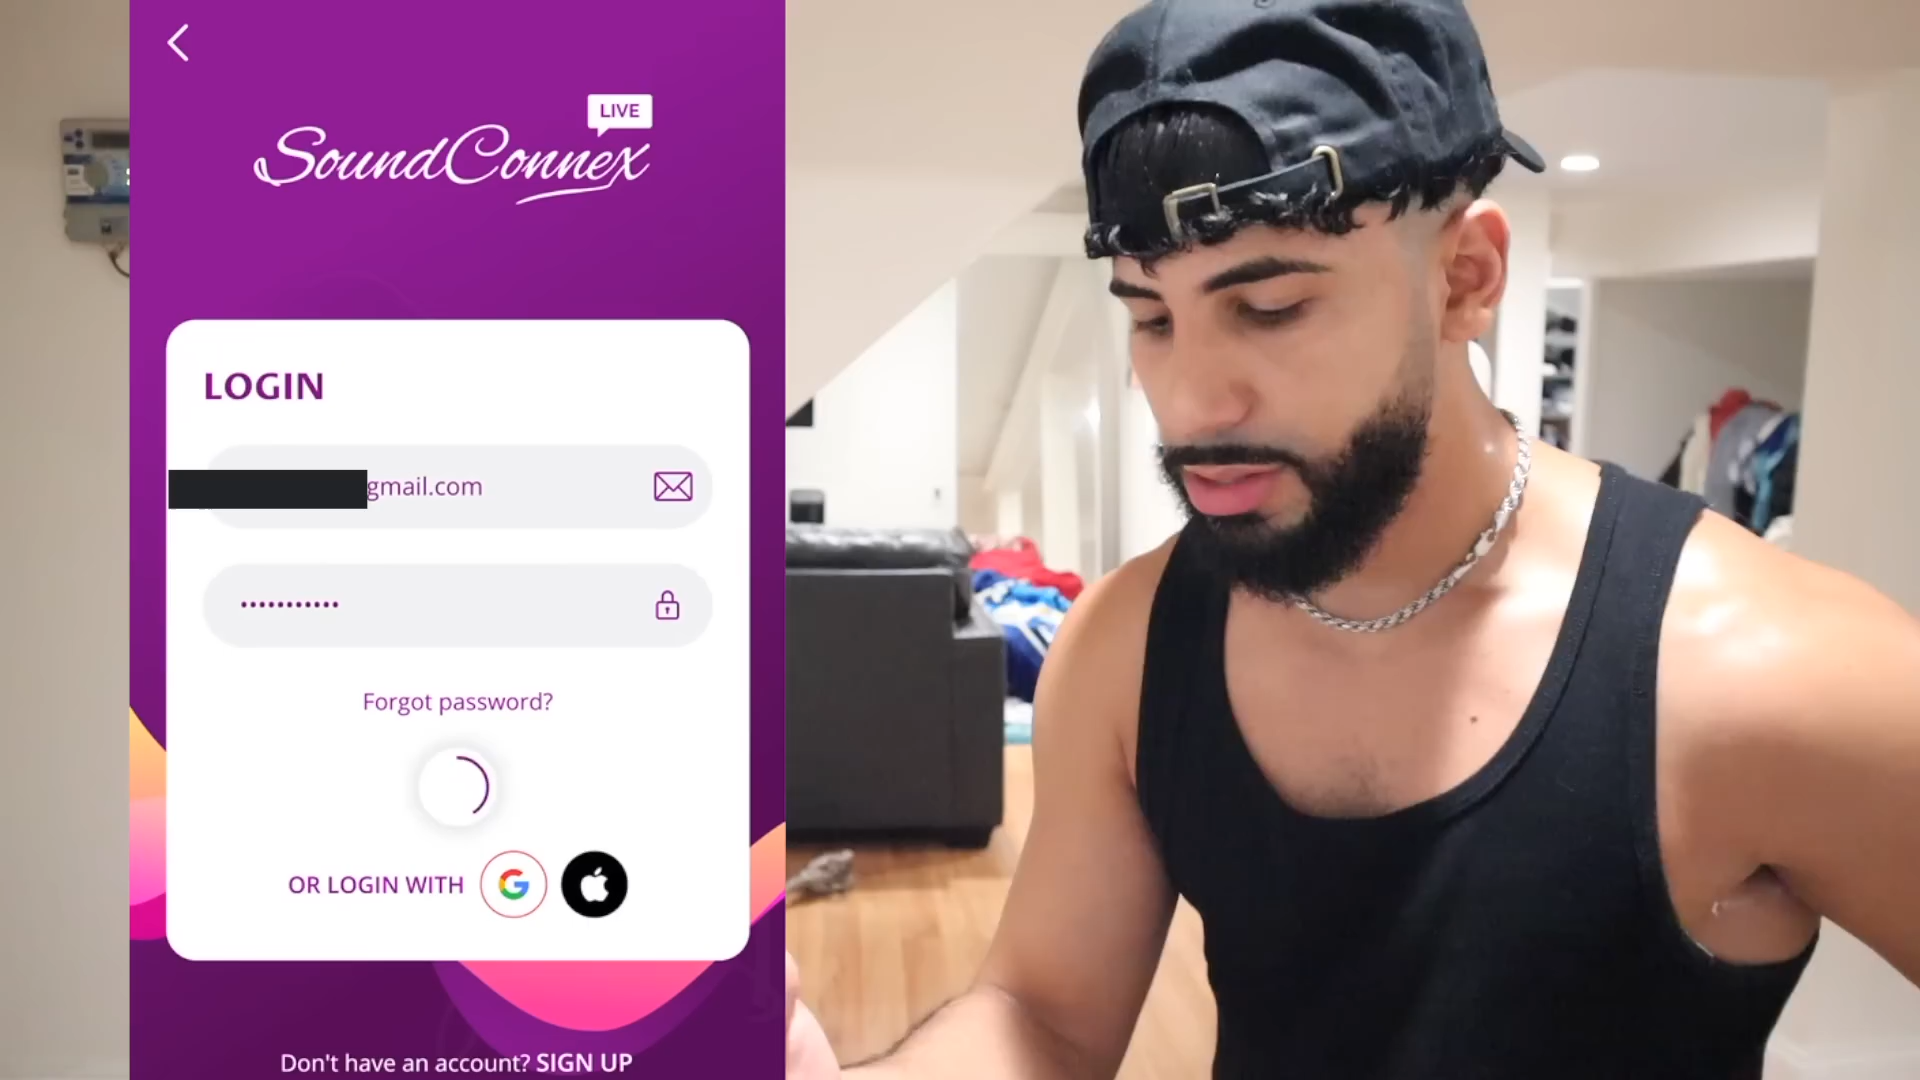 LIVE
SoundConnex
LOGIN
gmail.com
Forgot password?
OR LOGIN WITH
Don't have an account? SIGN UP